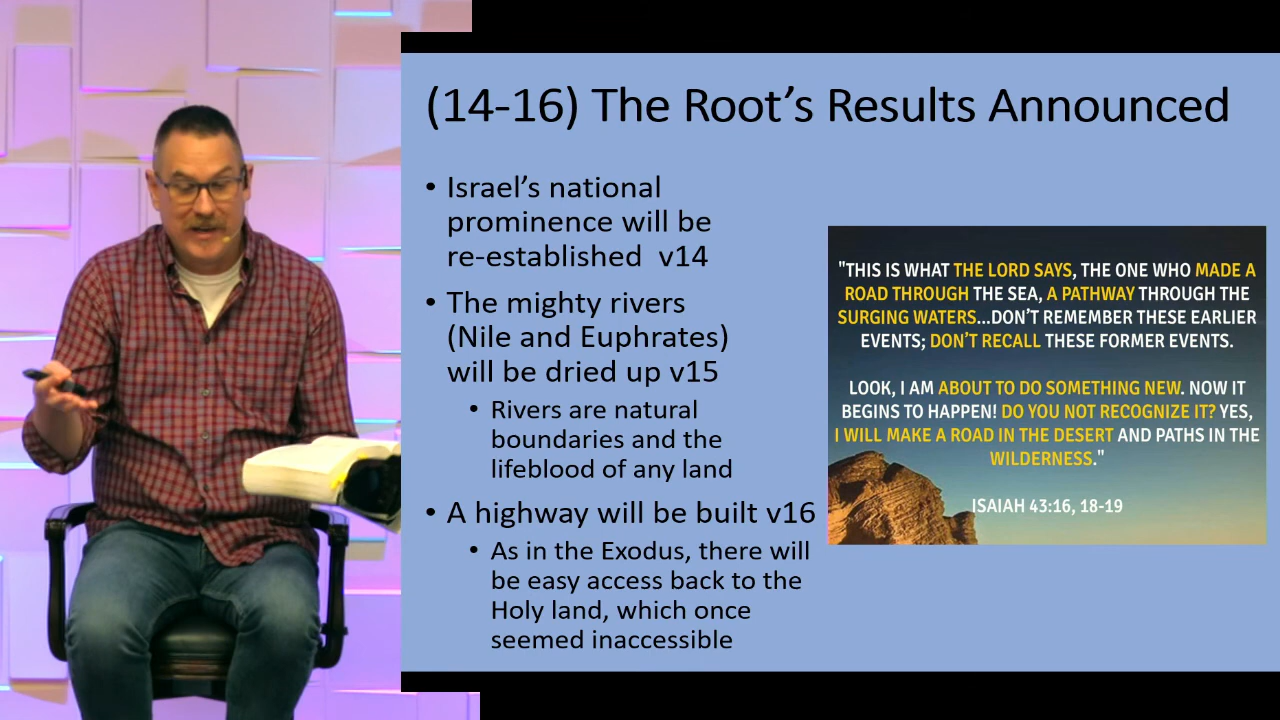 (14-16) The Root's Results Announced
• Israel's national
prominence will be
re-established v14
• The mighty rivers
(Nile and Euphrates)
will be dried up v15
• Rivers are natural
boundaries and the
lifeblood of any land
• A highway will be built v16
• As in the Exodus, there will
be easy access back to the
Holy land, which once
seemed inaccessible
"THIS IS WHAT THE LORD SAYS, THE ONE WHO MADE A
ROAD THROUGH THE SEA, A PATHWAY THROUGH THE
SURGING WATERS...DON'T REMEMBER THESE EARLIER
EVENTS; DON'T RECALL THESE FORMER EVENTS.
LOOK, I AM ABOUT TO DO SOMETHING NEW. NOW IT
BEGINS TO HAPPEN! DO YOU NOT RECOGNIZE IT? YES,
I WILL MAKE A ROAD IN THE DESERT AND PATHS IN THE
WILDERNESS."
ISAIAH 43:16, 18-19